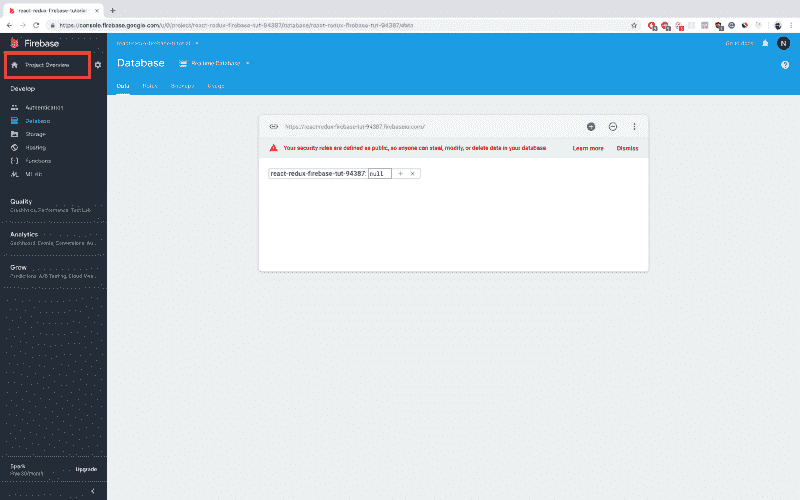 react-redux-firebase-tutorial
https://console.firebase.google.com/u/0/project/react-redux-firebase-tut-94387/database/react-redux-firebase-tut-94387/data
Firebase
react-redux-firebase-tutorial
Go to docs
N
Project Overview
Database
Realtime Database
Data
Rules
Backups
Usage
Develop
Authentication
Database
Storage
Hosting
Functions
ML Kit
https://react-redux-firebase-tut-94387.firebaseio.com/
Your security rules are defined as public, so anyone can steal, modify, or delete data in your database
Learn more
Dismiss
react-redux-firebase-tut-94387: null
Quality
Crashlytics, Performance, Test Lab
Analytics
Dashboard, Events, Conversions, Au...
Grow
Predictions, A/B Testing, Cloud Mes...
Spark
Free $0/month
Upgrade